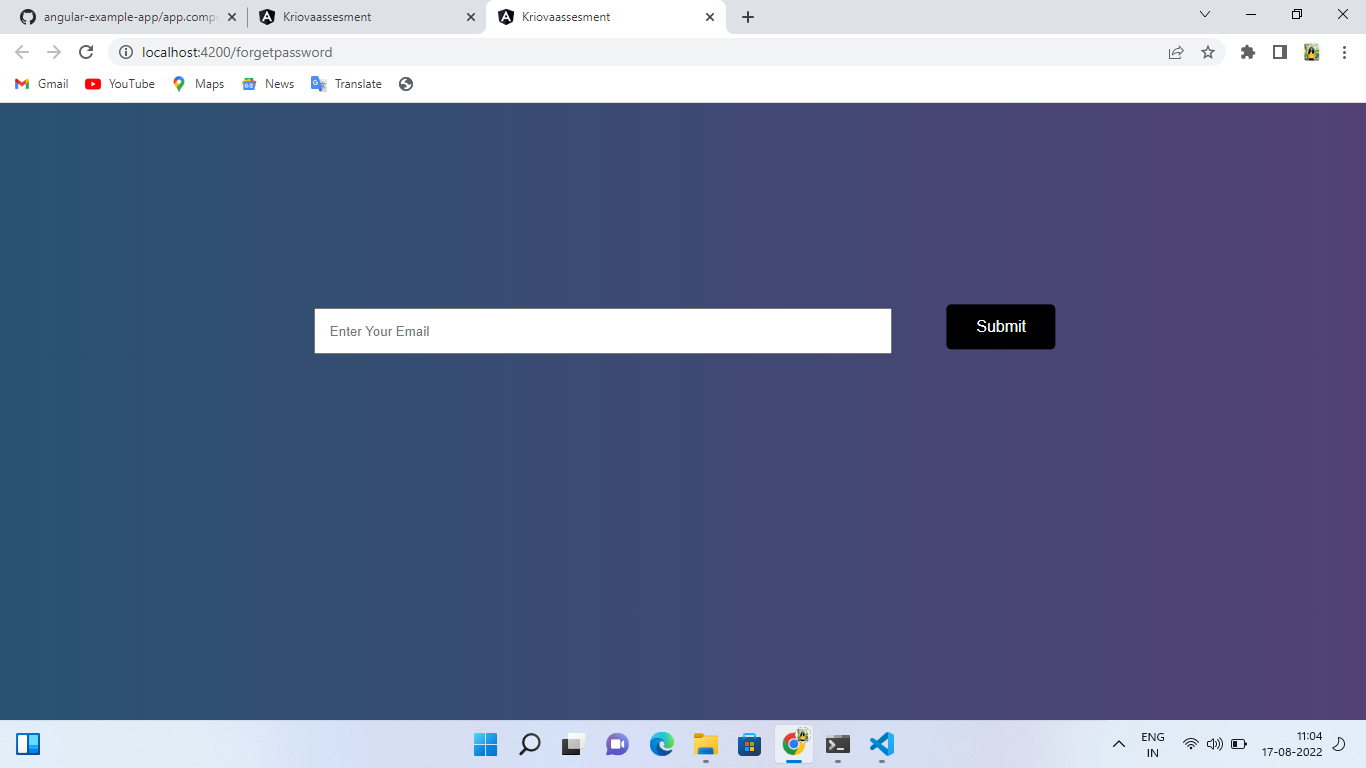 angular-example-app/app.comp
Kriovaassesment
Kriovaassesment
localhost:4200/forgetpassword
Gmail
YouTube
Maps
News
Translate
Enter Your Email
Submit
ENG
IN
11:04
17-08-2022